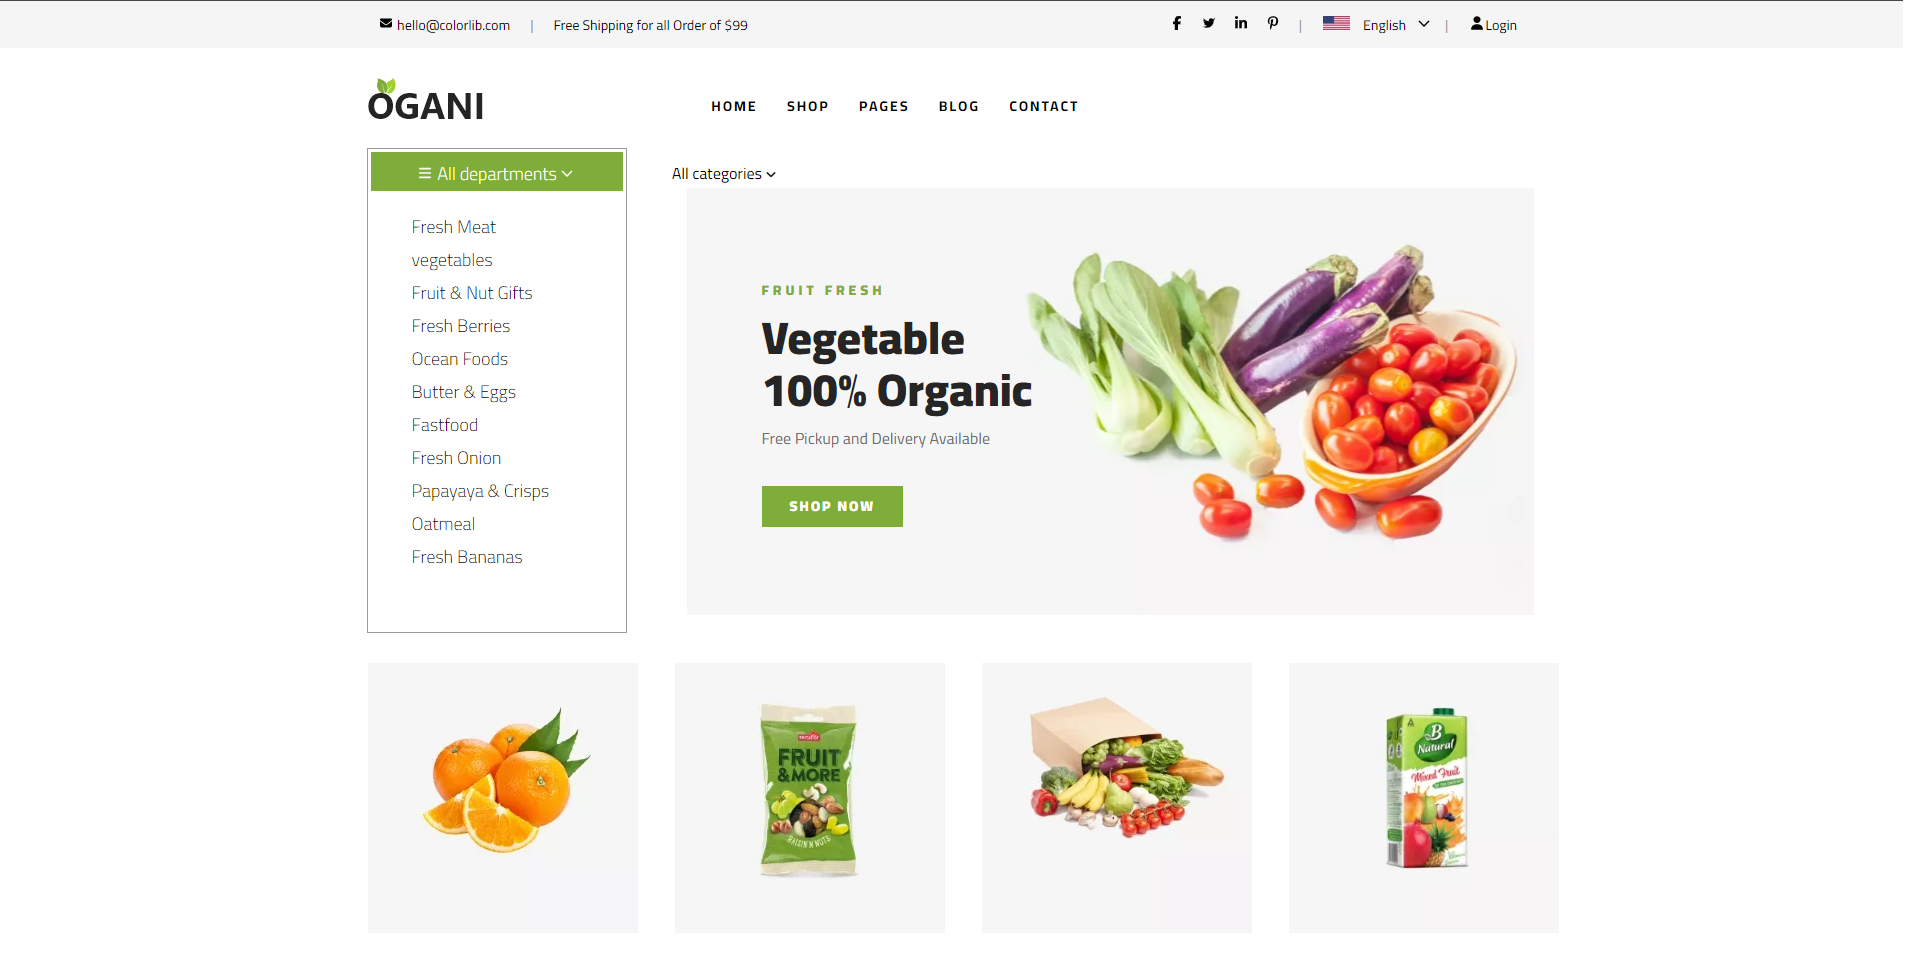 hello@colorlib.com | Free Shipping for all Order of $99 | English | Login
OGANI
HOME SHOP PAGES BLOG CONTACT
All departments
All categories
Fresh Meat
vegetables
Fruit & Nut Gifts
Fresh Berries
Ocean Foods
Butter & Eggs
Fastfood
Fresh Onion
Papayaya & Crisps
Oatmeal
Fresh Bananas
FRUIT FRESH
Vegetable
100% Organic
Free Pickup and Delivery Available
SHOP NOW
FRUIT
& MORE
RAISIN'N NUTS
B
Natural
Mixed Fruit